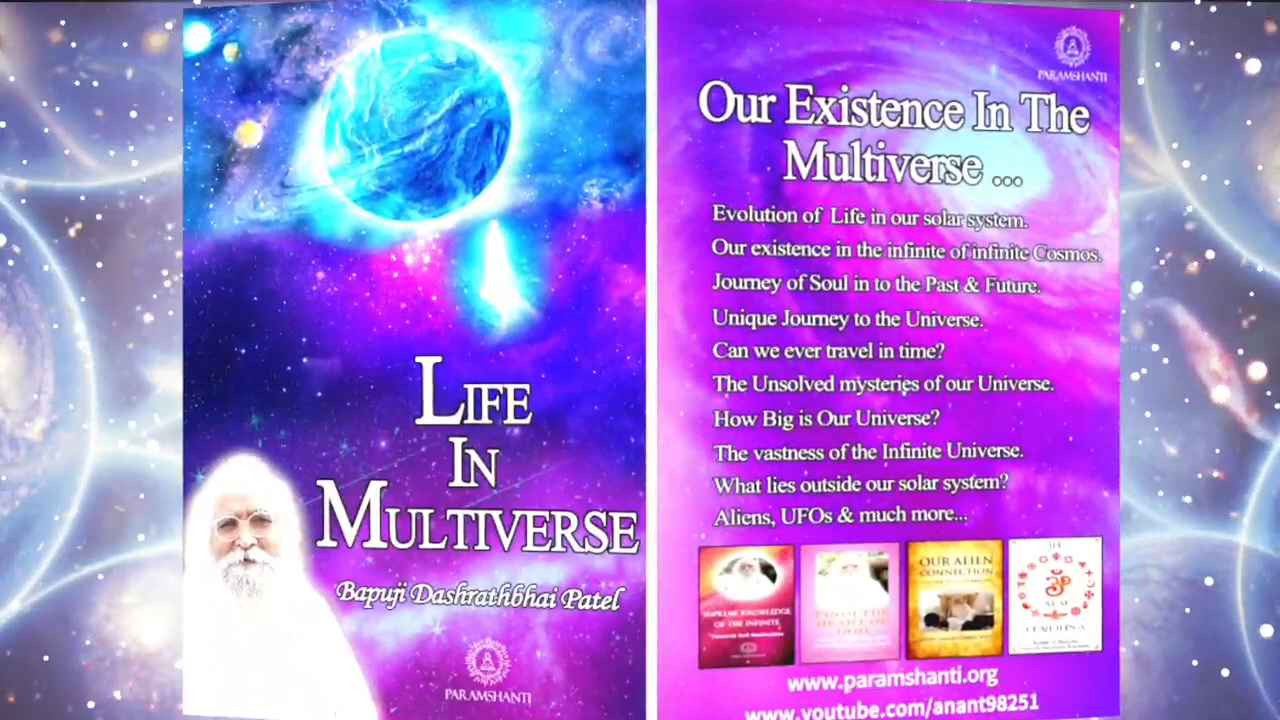 LIFE
IN
MULTIVERSE
Bapuji Dashrathbhai Patel
PARAMSHANTI
PARAMSHANTI
Our Existence In The
Multiverse ...
Evolution of Life in our solar system.
Our existence in the infinite of infinite Cosmos.
Journey of Soul in to the Past & Future.
Unique Journey to the Universe.
Can we ever travel in time?
The Unsolved mysteries of our Universe.
How Big is Our Universe?
The vastness of the Infinite Universe.
What lies outside our solar system?
Aliens, UFOs & much more...
SUPREME KNOWLEDGE
OF THE INFINITE
OUR ALIEN
CONNECTION
ॐ
OF ALL THINGS
www.paramshanti.org
www.youtube.com/anant98251